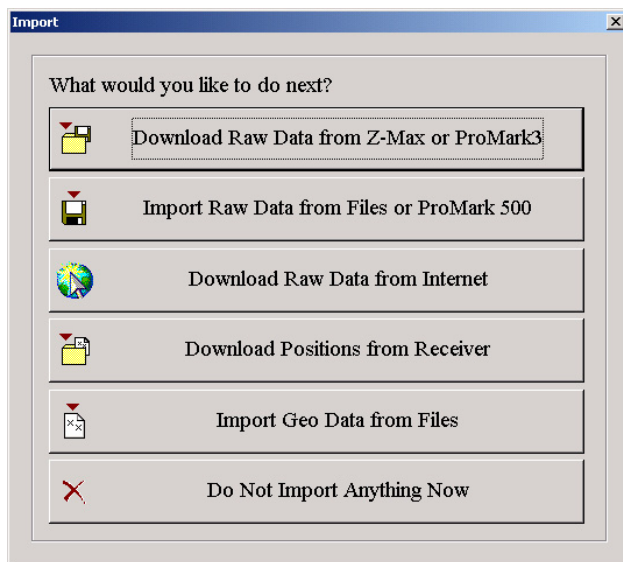 Import
What would you like to do next?
Download Raw Data from Z-Max or ProMark3
Import Raw Data from Files or ProMark 500
Download Raw Data from Internet
Download Positions from Receiver
Import Geo Data from Files
Do Not Import Anything Now